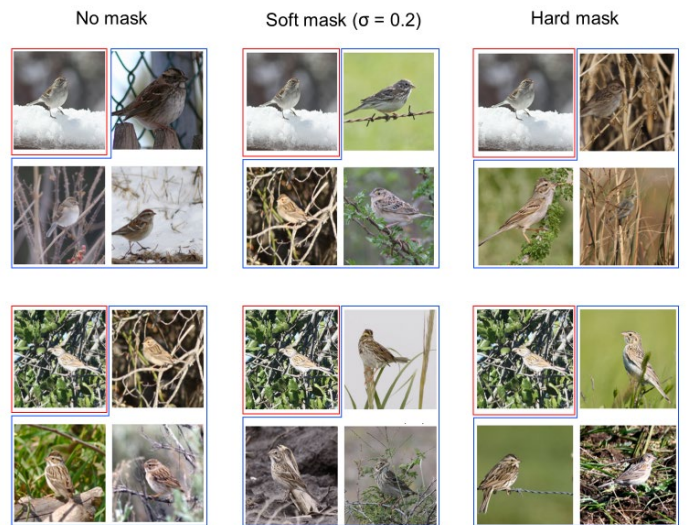 No mask
Soft mask (σ = 0.2)
Hard mask